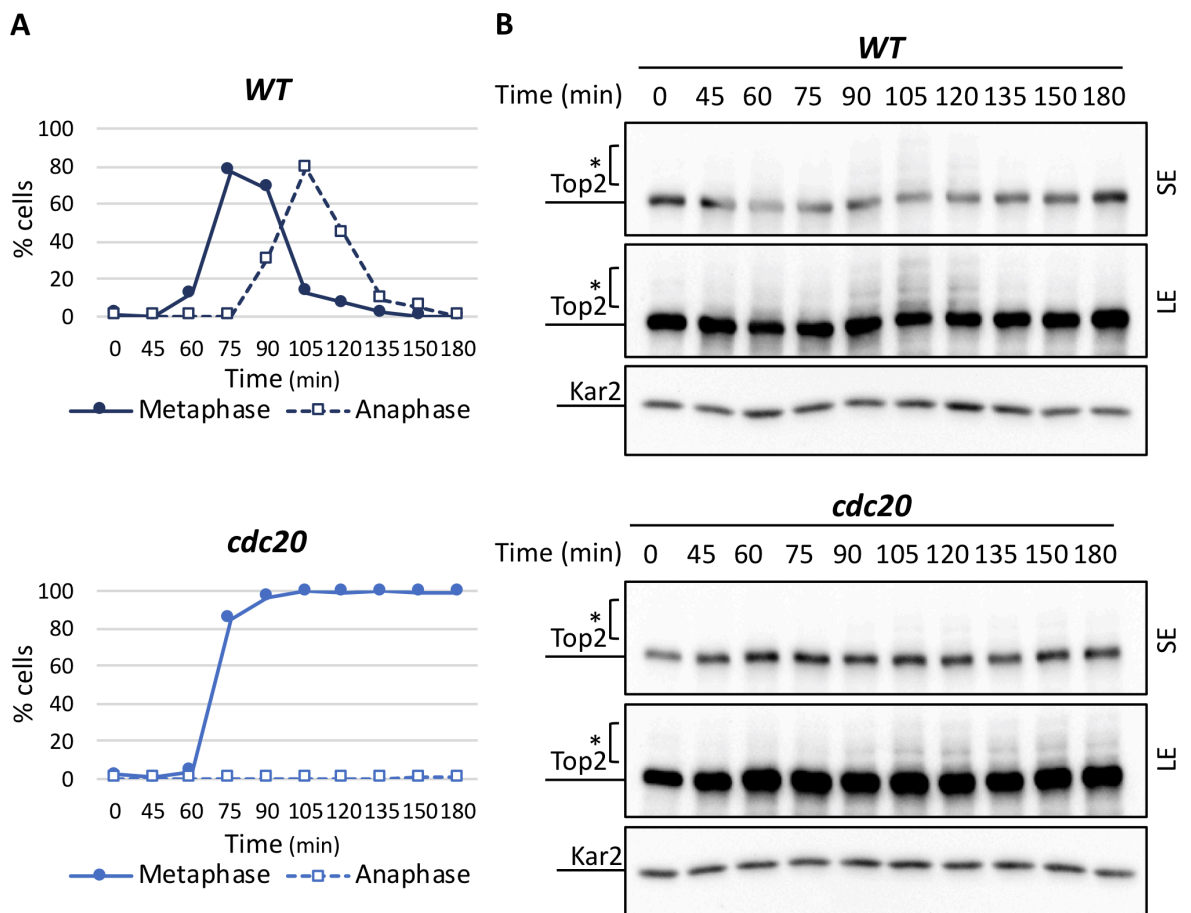 A
WT
100
80
60
40
20
0
% cells
0 45 60 75 90 105 120 135 150 180
Time (min)
Metaphase Anaphase
cdc20
100
80
60
40
20
0
% cells
0 45 60 75 90 105 120 135 150 180
Time (min)
Metaphase Anaphase
B
WT
Time (min) 0 45 60 75 90 105 120 135 150 180
*
Top2
SE
*
Top2
LE
Kar2
cdc20
Time (min) 0 45 60 75 90 105 120 135 150 180
*
Top2
SE
*
Top2
LE
Kar2